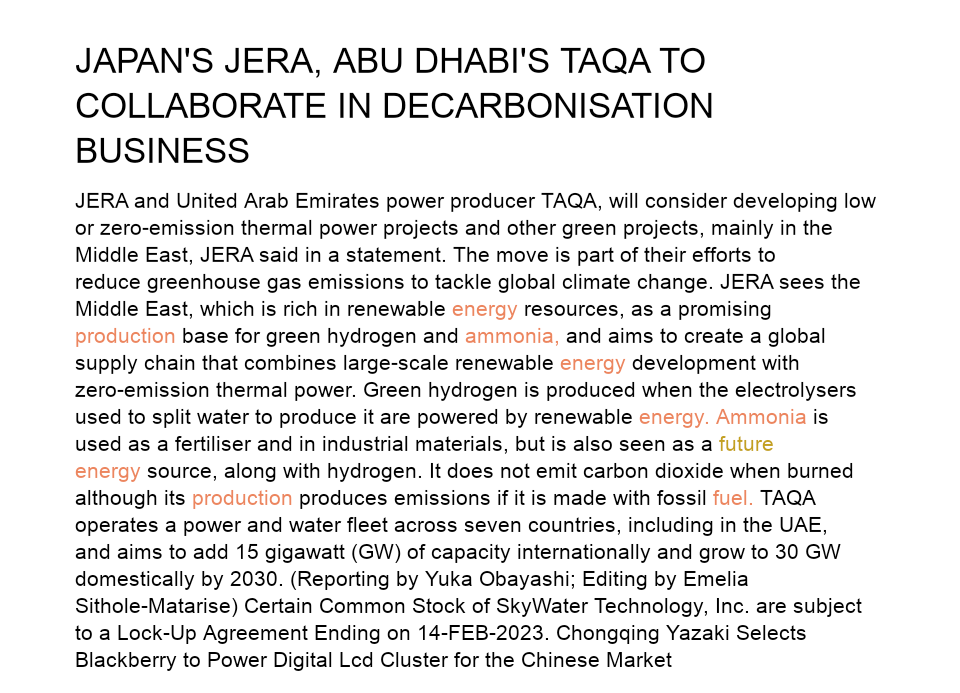 JAPAN'S JERA, ABU DHABI'S TAQA TO
COLLABORATE IN DECARBONISATION
BUSINESS
JERA and United Arab Emirates power producer TAQA, will consider developing low
or zero-emission thermal power projects and other green projects, mainly in the
Middle East, JERA said in a statement. The move is part of their efforts to
reduce greenhouse gas emissions to tackle global climate change. JERA sees the
Middle East, which is rich in renewable energy resources, as a promising
production base for green hydrogen and ammonia, and aims to create a global
supply chain that combines large-scale renewable energy development with
zero-emission thermal power. Green hydrogen is produced when the electrolysers
used to split water to produce it are powered by renewable energy. Ammonia is
used as a fertiliser and in industrial materials, but is also seen as a future
energy source, along with hydrogen. It does not emit carbon dioxide when burned
although its production produces emissions if it is made with fossil fuel. TAQA
operates a power and water fleet across seven countries, including in the UAE,
and aims to add 15 gigawatt (GW) of capacity internationally and grow to 30 GW
domestically by 2030. (Reporting by Yuka Obayashi; Editing by Emelia
Sithole-Matarise) Certain Common Stock of SkyWater Technology, Inc. are subject
to a Lock-Up Agreement Ending on 14-FEB-2023. Chongqing Yazaki Selects
Blackberry to Power Digital Lcd Cluster for the Chinese Market